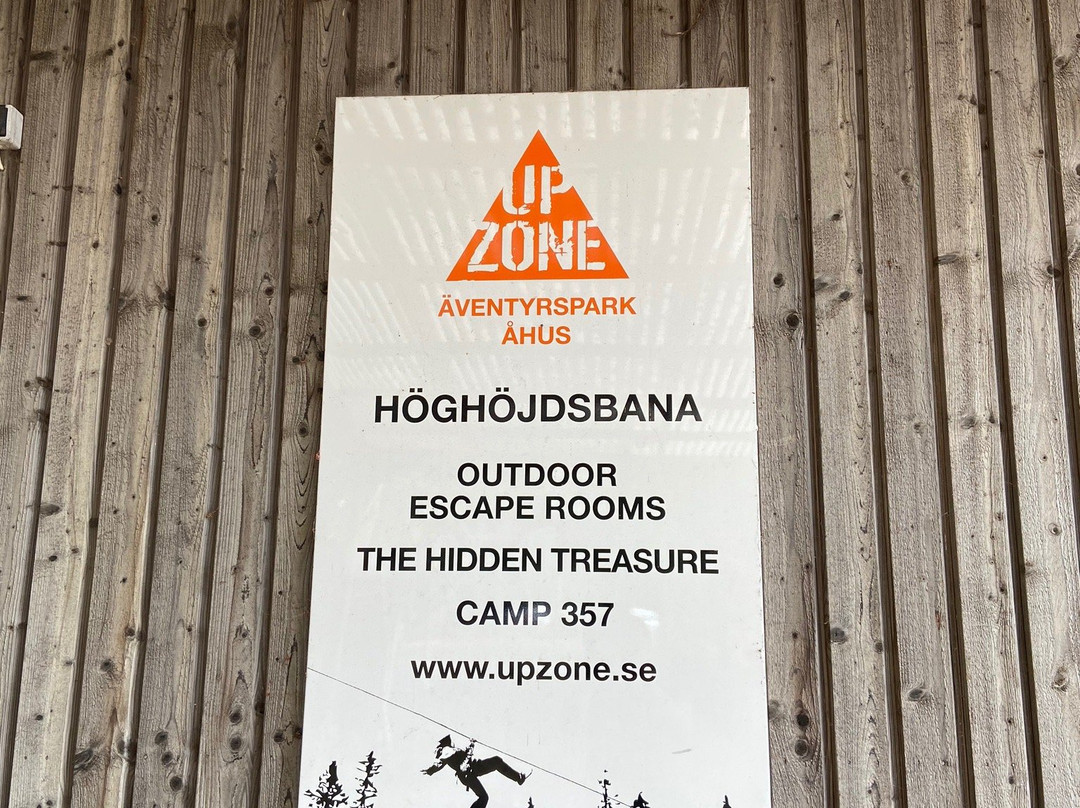 UP
ZONE
ÄVENTYRSPARK
ÅHUS
HÖGHÖJDSBANA
OUTDOOR
ESCAPE ROOMS
THE HIDDEN TREASURE
CAMP 357
www.upzone.se